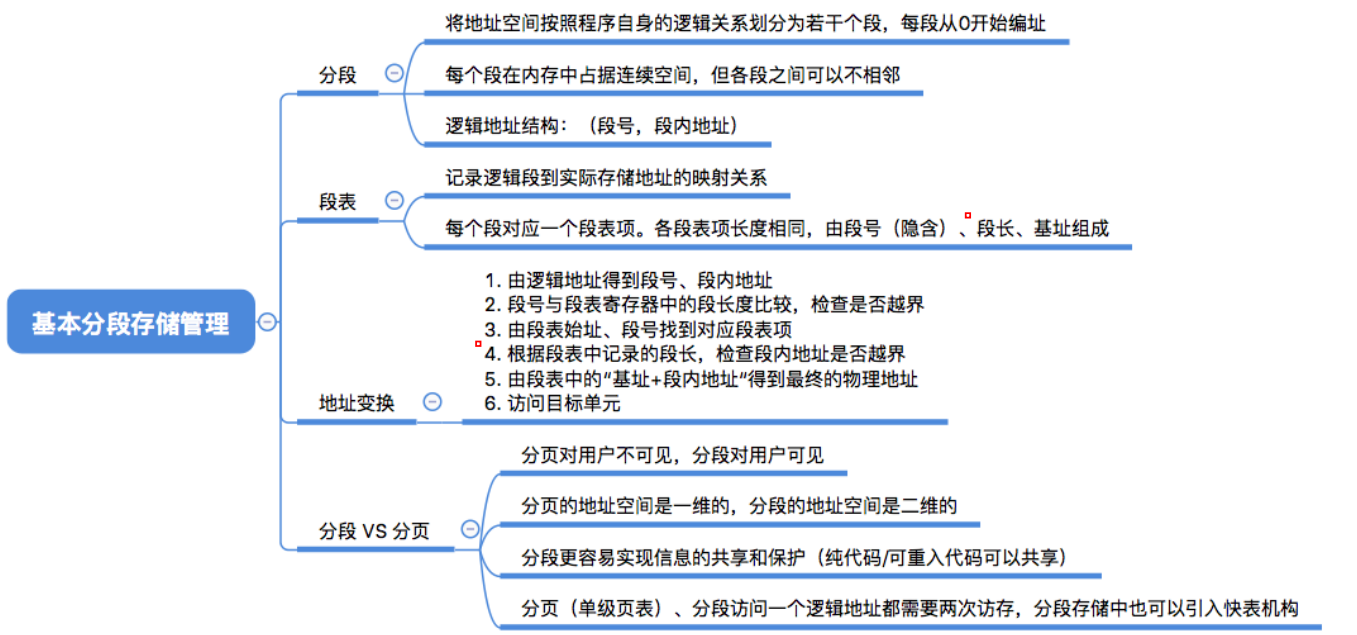 将地址空间按照程序自身的逻辑关系划分为若干个段，每段从0开始编址
分段
每个段在内存中占据连续空间，但各段之间可以不相邻
逻辑地址结构：（段号，段内地址）
记录逻辑段到实际存储地址的映射关系
段表
每个段对应一个段表项。各段表项长度相同，由段号（隐含）、段长、基址组成
基本分段存储管理
1. 由逻辑地址得到段号、段内地址
2. 段号与段表寄存器中的段长度比较，检查是否越界
3. 由段表始址、段号找到对应段表项
4. 根据段表中记录的段长，检查段内地址是否越界
5. 由段表中的“基址+段内地址”得到最终的物理地址
6. 访问目标单元
地址变换
分页对用户不可见，分段对用户可见
分页的地址空间是一维的，分段的地址空间是二维的
分段 VS 分页
分段更容易实现信息的共享和保护（纯代码/可重入代码可以共享）
分页（单级页表）、分段访问一个逻辑地址都需要两次访存，分段存储中也可以引入快表机构